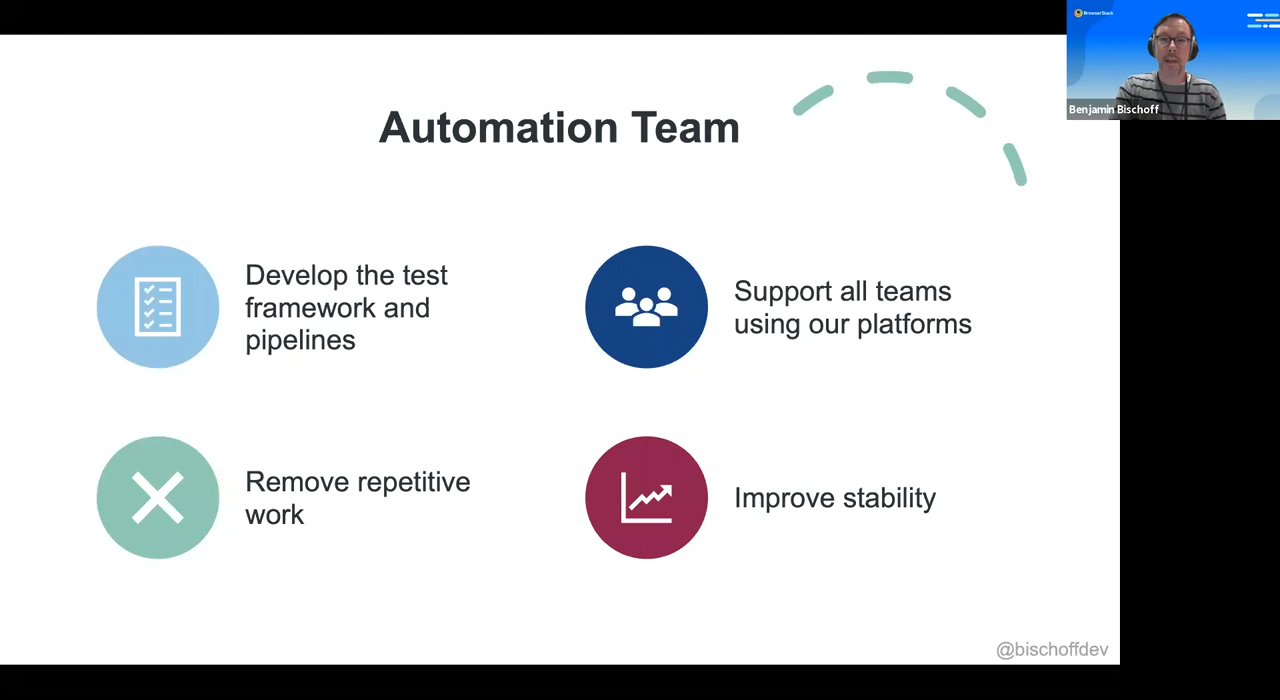 BrowserStack
Benjamin Bischoff
Automation Team
Develop the test
framework and
pipelines
Support all teams
using our platforms
Remove repetitive
work
Improve stability
@bischoffdev